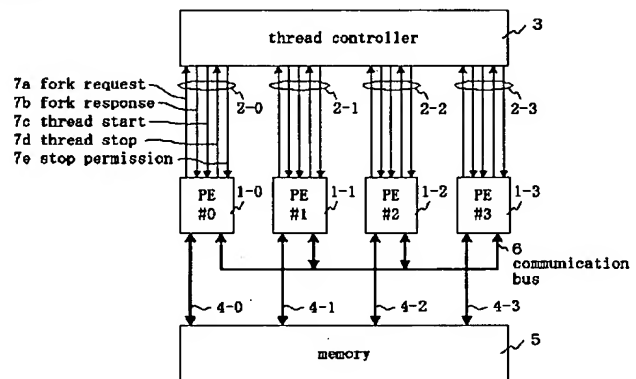 thread controller
3
7a fork request
7b fork response
7c thread start
7d thread stop
7e stop permission
2-0
2-1
2-2
2-3
PE #0
1-0
PE #1
1-1
PE #2
1-2
PE #3
1-3
6
communication
bus
4-0
4-1
4-2
4-3
memory
5